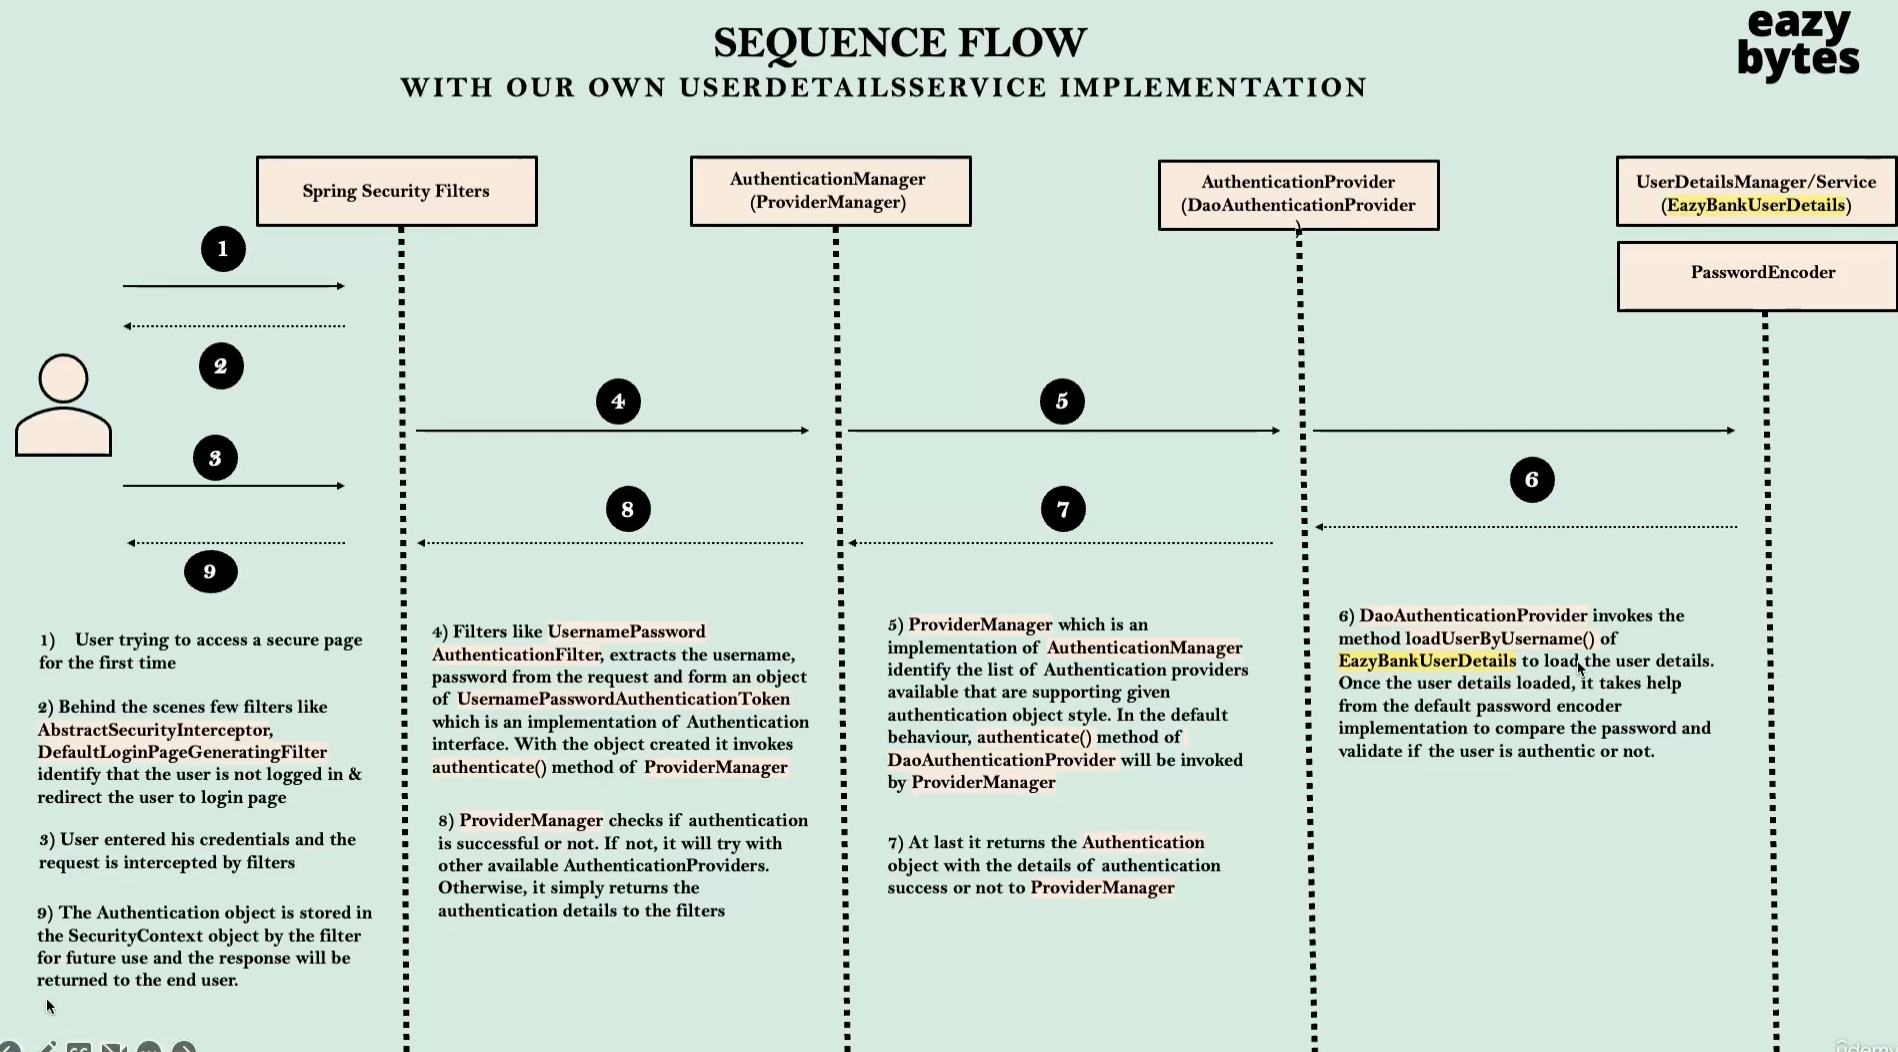 SEQUENCE FLOW
WITH OUR OWN USERDETAILSSERVICE IMPLEMENTATION
eazy
bytes
Spring Security Filters
AuthenticationManager
(ProviderManager)
AuthenticationProvider
(DaoAuthenticationProvider
)
UserDetailsManager/Service
(EazyBankUserDetails)
PasswordEncoder
1
2
3
4
5
6
7
8
9
1) User trying to access a secure page
for the first time
2) Behind the scenes few filters like
AbstractSecurityInterceptor,
DefaultLoginPageGeneratingFilter
identify that the user is not logged in &
redirect the user to login page
3) User entered his credentials and the
request is intercepted by filters
9) The Authentication object is stored in
the SecurityContext object by the filter
for future use and the response will be
returned to the end user.
4) Filters like UsernamePassword
AuthenticationFilter, extracts the username,
password from the request and form an object
of UsernamePasswordAuthenticationToken
which is an implementation of Authentication
interface. With the object created it invokes
authenticate() method of ProviderManager
8) ProviderManager checks if authentication
is successful or not. If not, it will try with
other available AuthenticationProviders.
Otherwise, it simply returns the
authentication details to the filters
5) ProviderManager which is an
implementation of AuthenticationManager
identify the list of Authentication providers
available that are supporting given
authentication object style. In the default
behaviour, authenticate() method of
DaoAuthenticationProvider will be invoked
by ProviderManager
7) At last it returns the Authentication
object with the details of authentication
success or not to ProviderManager
6) DaoAuthenticationProvider invokes the
method loadUserByUsername() of
EazyBankUserDetails to load the user details.
Once the user details loaded, it takes help
from the default password encoder
implementation to compare the password and
validate if the user is authentic or not.
ûdemy